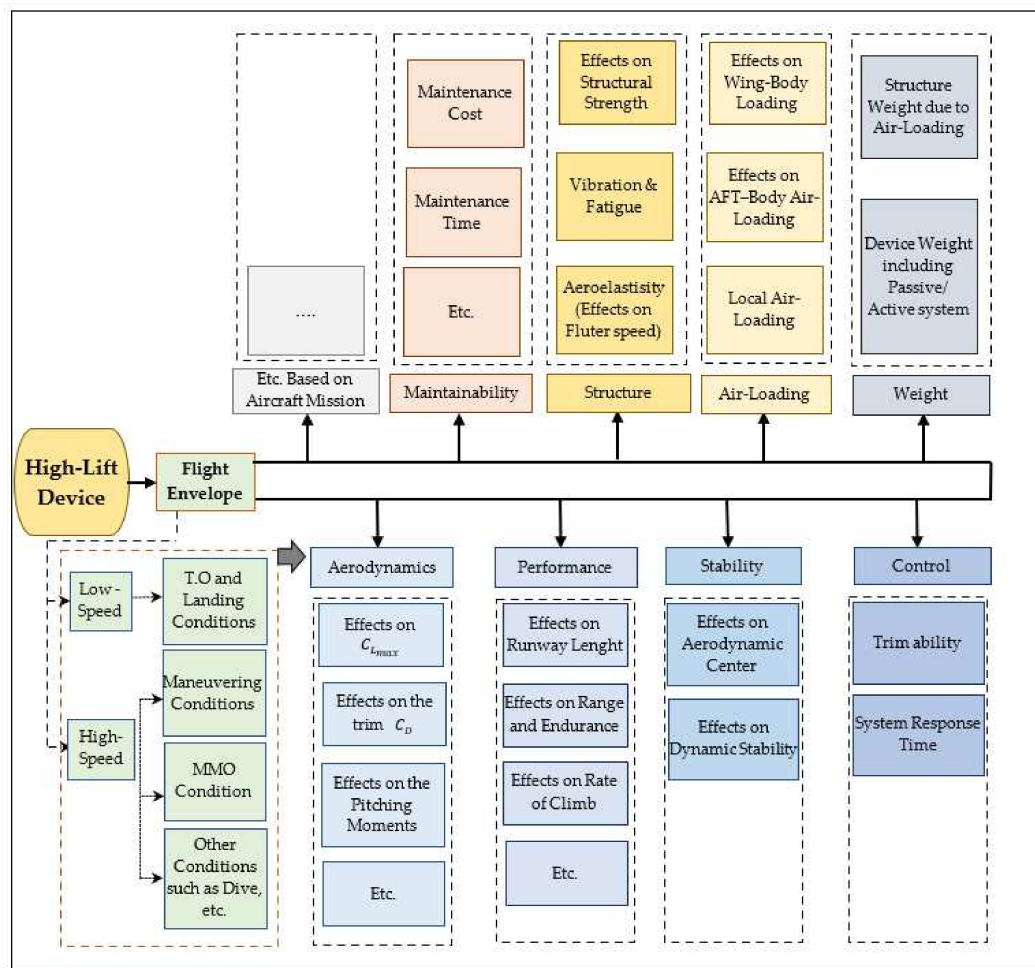 Maintenance
Cost
Maintenance
Time
Etc.
Effects on
Structural
Strength
Vibration &
Fatigue
Aeroelastisity
(Effects on
Fluter speed)
Effects on
Wing-Body
Loading
Effects on
AFT–Body Air-
Loading
Local Air-
Loading
Structure
Weight due to
Air-Loading
Device Weight
including
Passive/
Active system
....
Etc. Based on
Aircraft Mission
Maintainability
Structure
Air-Loading
Weight
High-Lift
Device
Flight
Envelope
Low-
Speed
T.O and
Landing
Conditions
Maneuvering
Conditions
High-
Speed
MMO
Condition
Other
Conditions
such as Dive,
etc.
Aerodynamics
Effects on
C_{L_{max}}
Effects on the
trim C_D
Effects on the
Pitching
Moments
Etc.
Performance
Effects on
Runway Lenght
Effects on Range
and Endurance
Effects on Rate
of Climb
Etc.
Stability
Effects on
Aerodynamic
Center
Effects on
Dynamic Stability
Control
Trim ability
System Response
Time